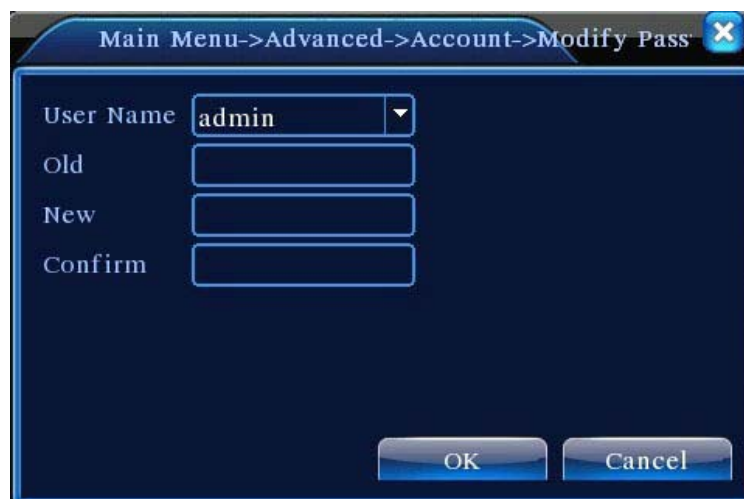 Main Menu->Advanced->Account->Modify Pass
User Name admin
Old
New
Confirm
OK Cancel